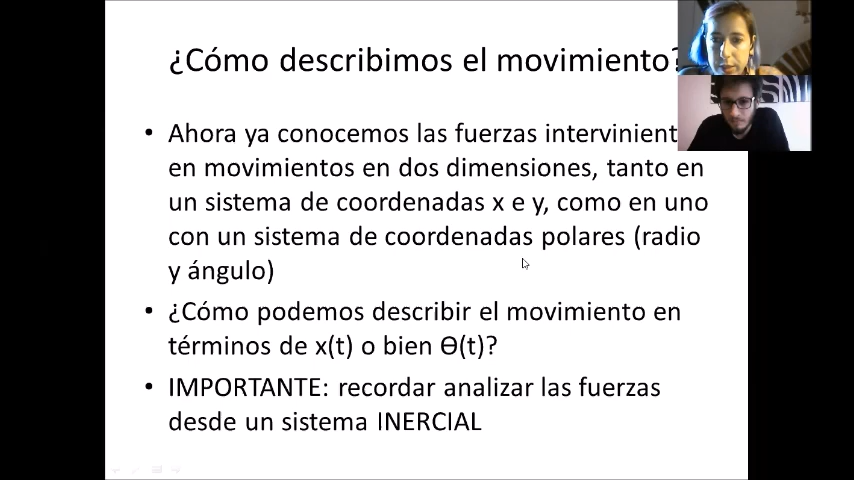 ¿Cómo describimos el movimiento?
• Ahora ya conocemos las fuerzas
en movimientos en dos dimensiones, tanto en
un sistema de coordenadas x e y, como en uno
con un sistema de coordenadas polares (radio
y ángulo)
• ¿Cómo podemos describir el movimiento en
términos de x(t) o bien Ɵ(t)?
• IMPORTANTE: recordar analizar las fuerzas
desde un sistema INERCIAL